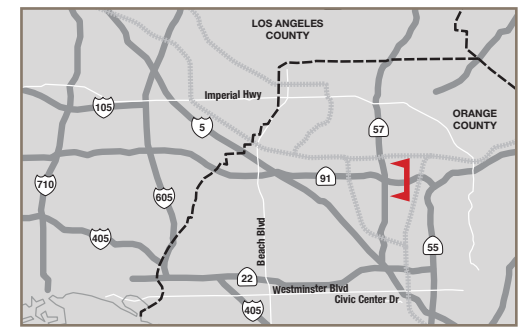 LOS ANGELES
COUNTY
Imperial Hwy
105
5
57
ORANGE
COUNTY
91
710
605
405
55
Beach Blvd
22
Westminster Blvd
Civic Center Dr
405